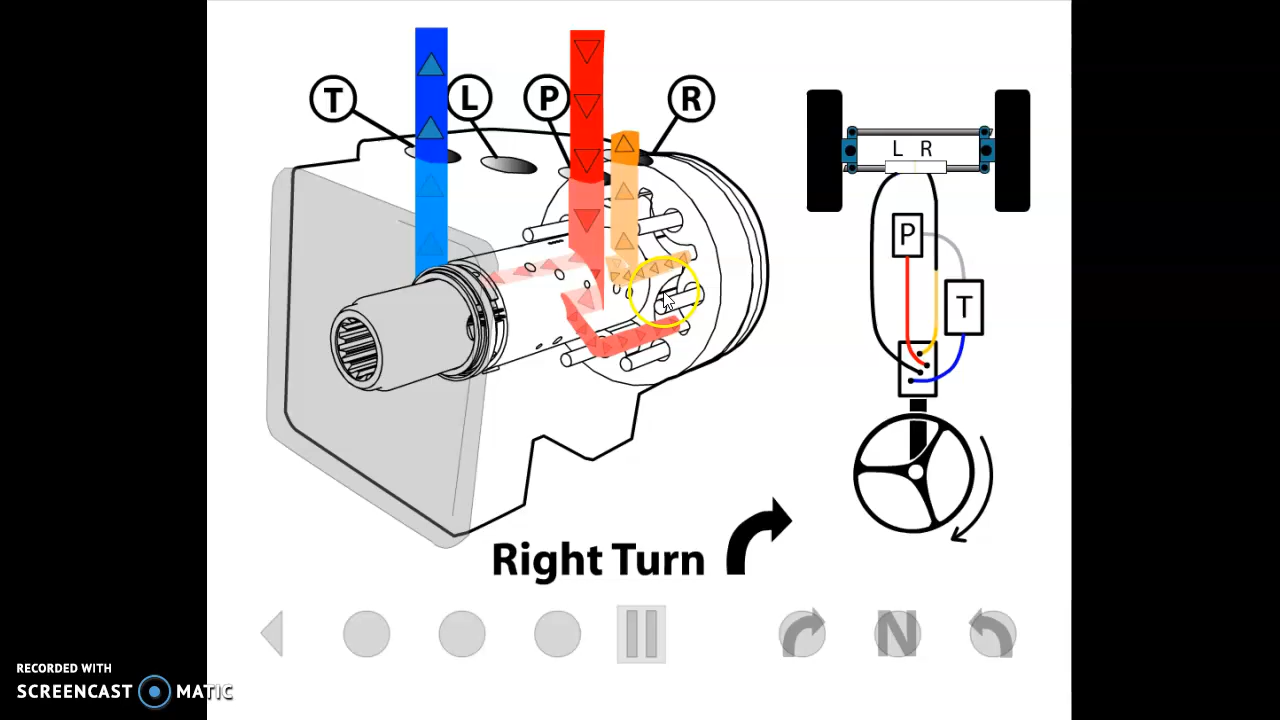 T L P R
L R
P
T
Right Turn
N
RECORDED WITH
SCREENCAST MATIC